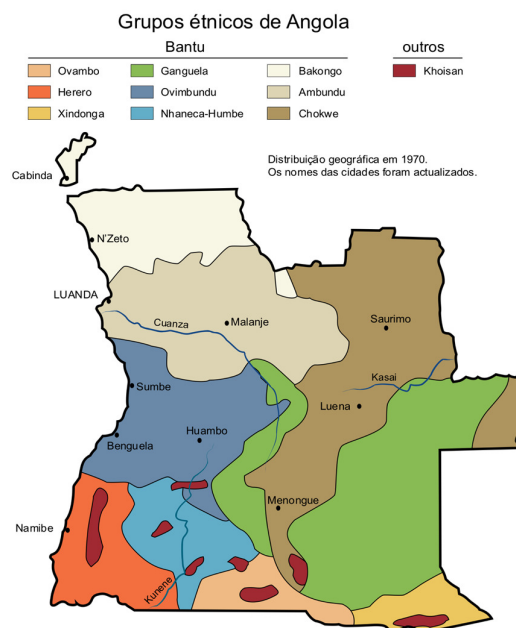 Grupos étnicos de Angola
Bantu
outros
Ovambo
Ganguela
Bakongo
Khoisan
Herero
Ovimbundu
Ambundu
Xindonga
Nhaneca-Humbe
Chokwe
Distribuição geográfica em 1970.
Os nomes das cidades foram actualizados.
Cabinda
N'Zeto
LUANDA
Cuanza
Malanje
Saurimo
Kasai
Sumbe
Luena
Benguela
Huambo
Menongue
Namibe
Kunene